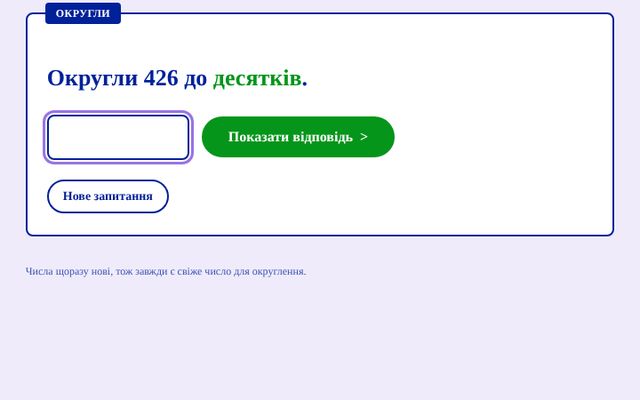 ОКРУГЛИ
Округли 426 до десятків.
Показати відповідь >
Нове запитання
Числа щоразу нові, тож завжди є свіже число для округлення.